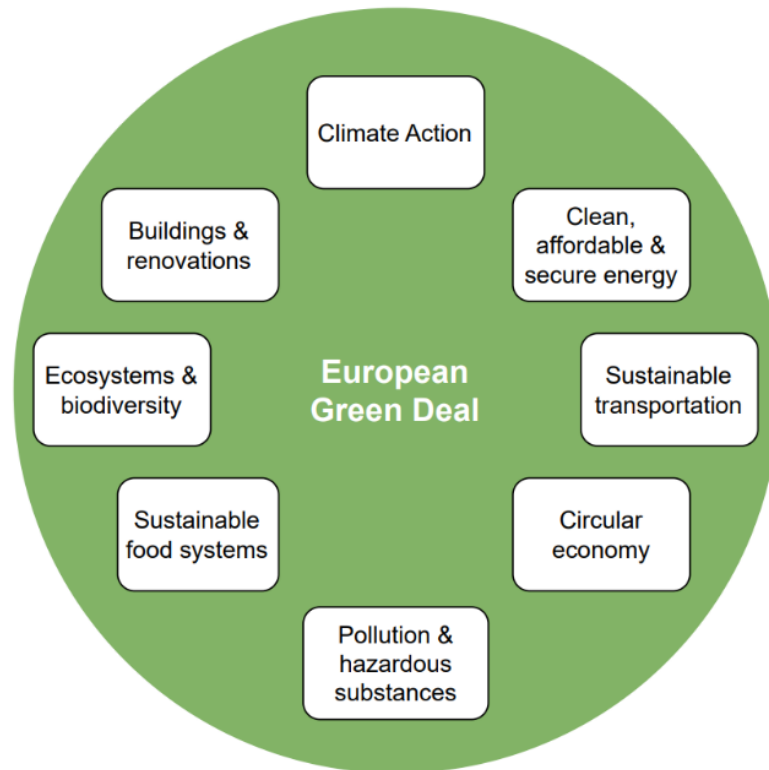 Climate Action
Buildings &
renovations
Clean,
affordable &
secure energy
Ecosystems &
biodiversity
European
Green Deal
Sustainable
transportation
Sustainable
food systems
Circular
economy
Pollution &
hazardous
substances